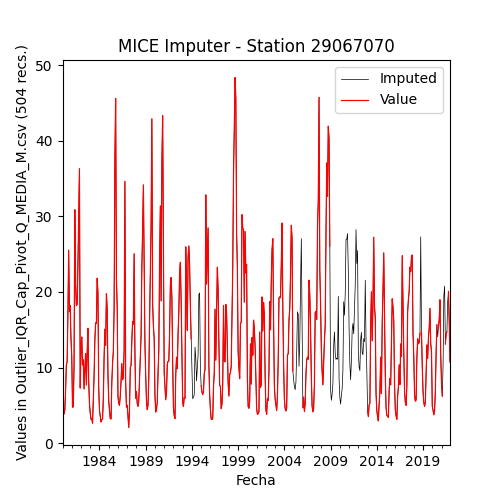 MICE Imputer - Station 29067070
Imputed
Value
Values in Outlier_IQR_Cap_Pivot_Q_MEDIA_M.csv (504 recs.)
50
40
30
20
10
0
1984 1989 1994 1999 2004 2009 2014 2019
Fecha